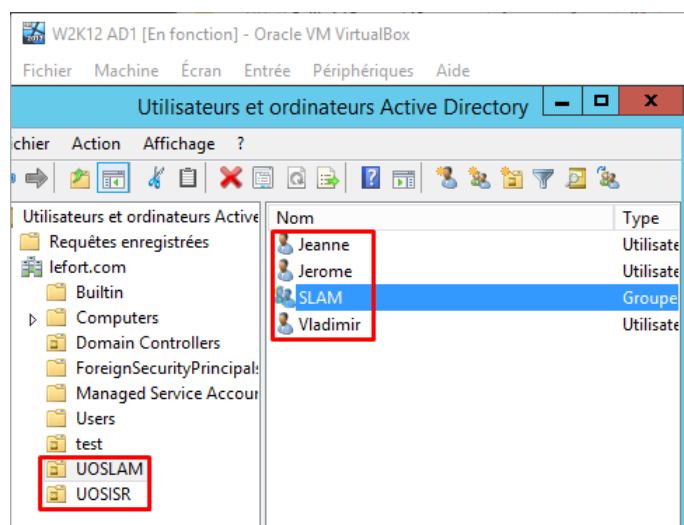 W2K12 AD1 [En fonction] - Oracle VM VirtualBox
Fichier Machine Écran Entrée Périphériques Aide
Utilisateurs et ordinateurs Active Directory
ichier Action Affichage ?
Utilisateurs et ordinateurs Active
Requêtes enregistrées
lefort.com
Builtin
Computers
Domain Controllers
ForeignSecurityPrincipal
Managed Service Accour
Users
test
UOSLAM
UOSISR
Nom Type
Jeanne Utilisate
Jerome Utilisate
SLAM Groupe
Vladimir Utilisate